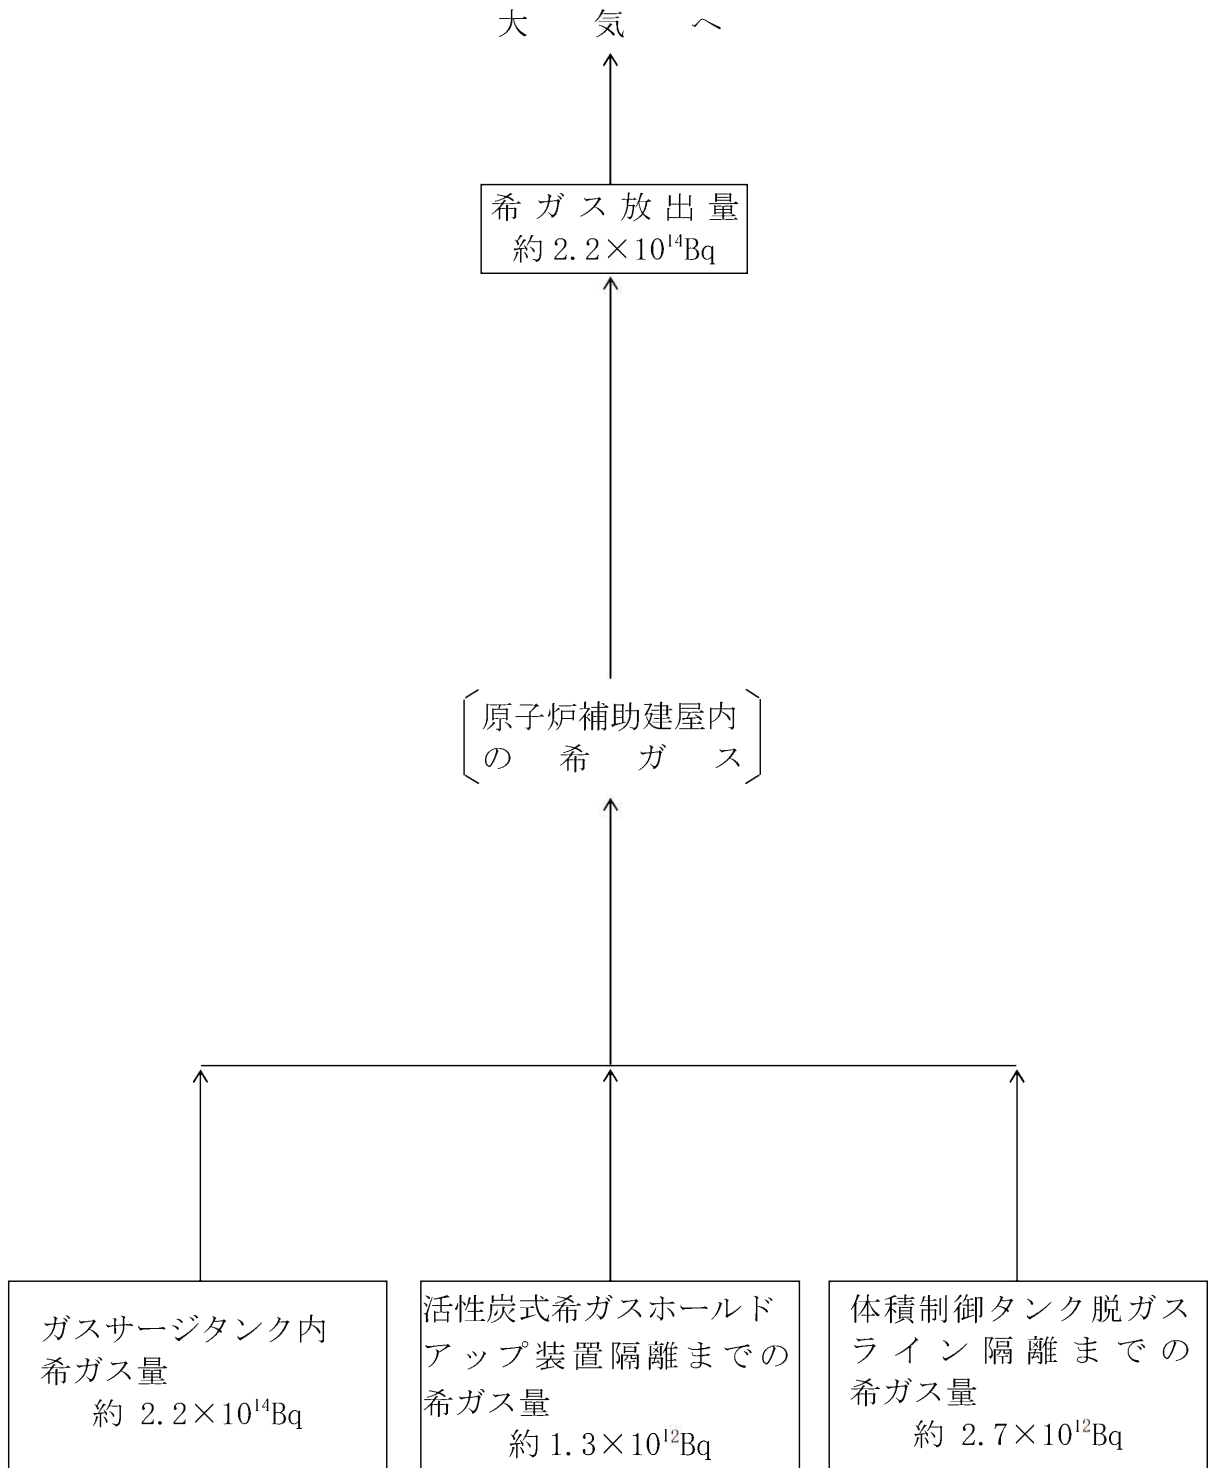 大気へ
希ガス放出量
約2.2×10¹⁴Bq
原子炉補助建屋内
の希ガス
ガスサージタンク内
希ガス量
約 2.2×10¹⁴Bq
活性炭式希ガスホールド
アップ装置隔離までの
希ガス量
約1.3×10¹²Bq
体積制御タンク脱ガス
ライン隔離までの
希ガス量
約 2.7×10¹²Bq